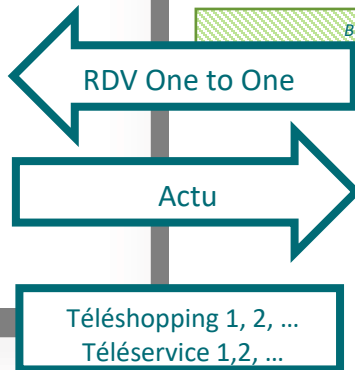 RDV One to One
Actu
Téléshopping 1, 2, ...
Téléservice 1,2, ...